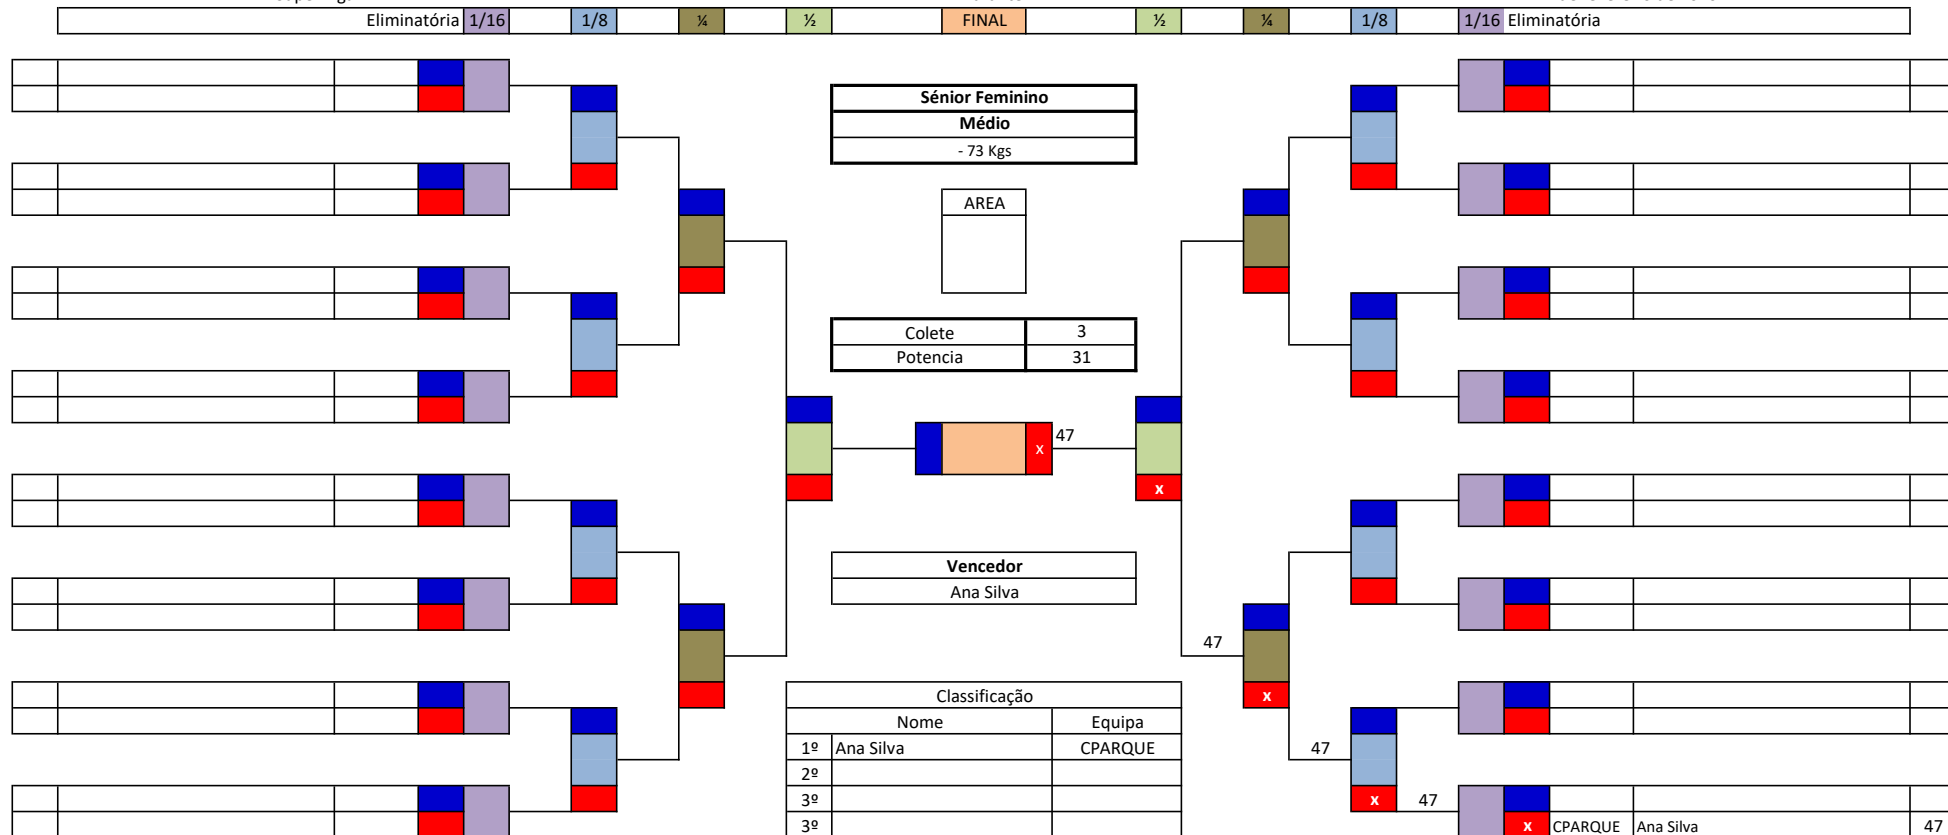 Eliminatória 1/16 1/8 ¼ ½ FINAL ½ ¼ 1/8 1/16 Eliminatória
Sénior Feminino
Médio
- 73 Kgs
AREA
Colete 3
Potencia 31
x 47
x
Vencedor
Ana Silva
47
x
Classificação
Nome Equipa
1º Ana Silva CPARQUE
47
2º
3º
x 47
3º
x CPARQUE Ana Silva 47